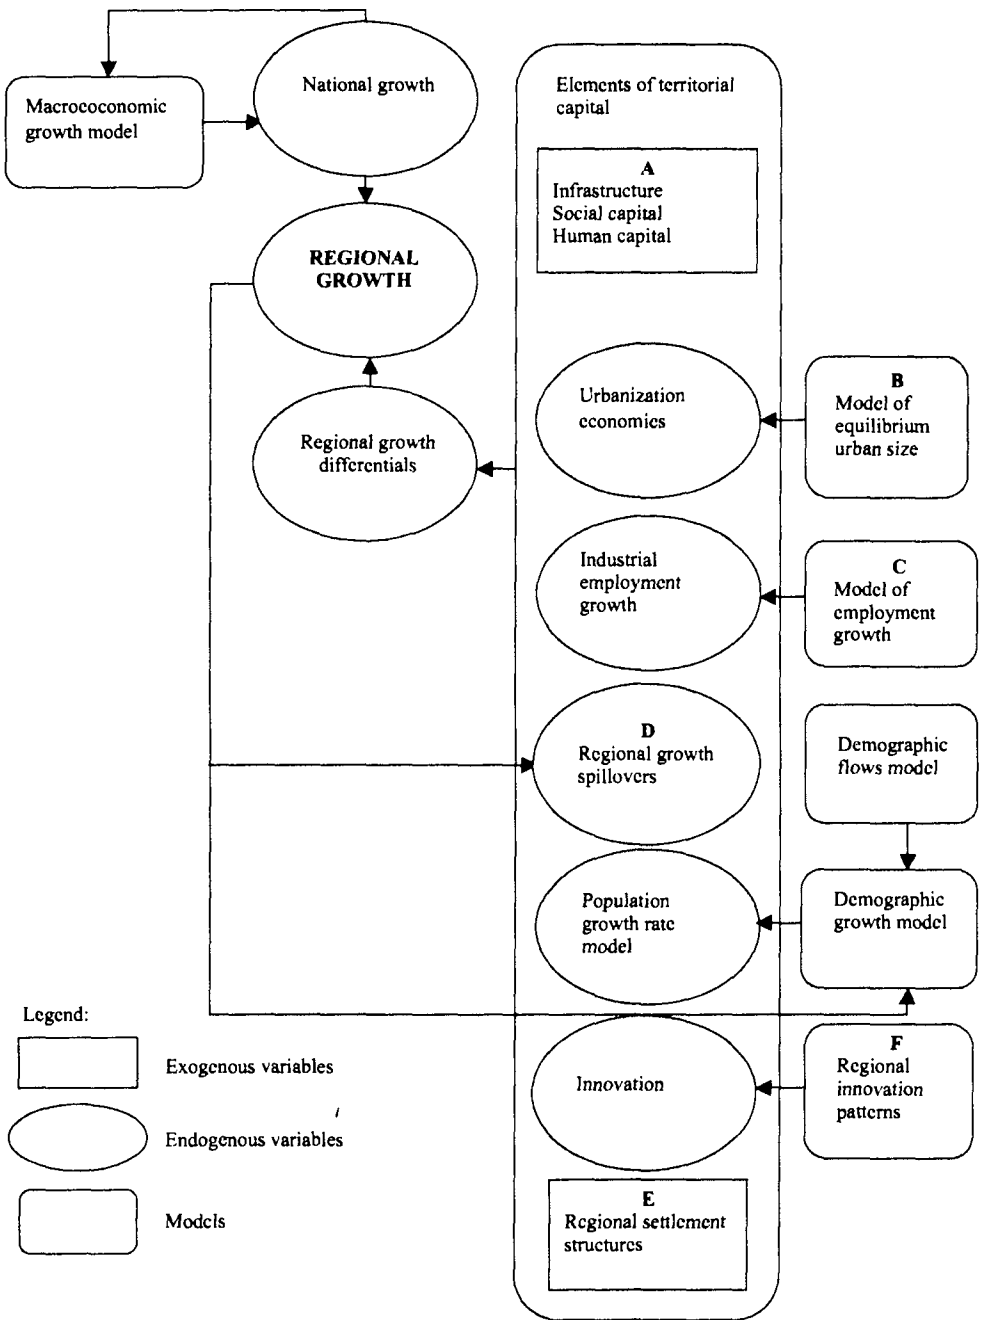 National growth
Macroeconomic
growth model
REGIONAL
GROWTH
Regional growth
differentials
Elements of territorial
capital
A
Infrastructure
Social capital
Human capital
Urbanization
economics
B
Model of
equilibrium
urban size
Industrial
employment
growth
C
Model of
employment
growth
D
Regional growth
spillovers
Demographic
flows model
Population
growth rate
model
Demographic
growth model
Innovation
F
Regional
innovation
patterns
E
Regional settlement
structures
Legend:
Exogenous variables
Endogenous variables
Models